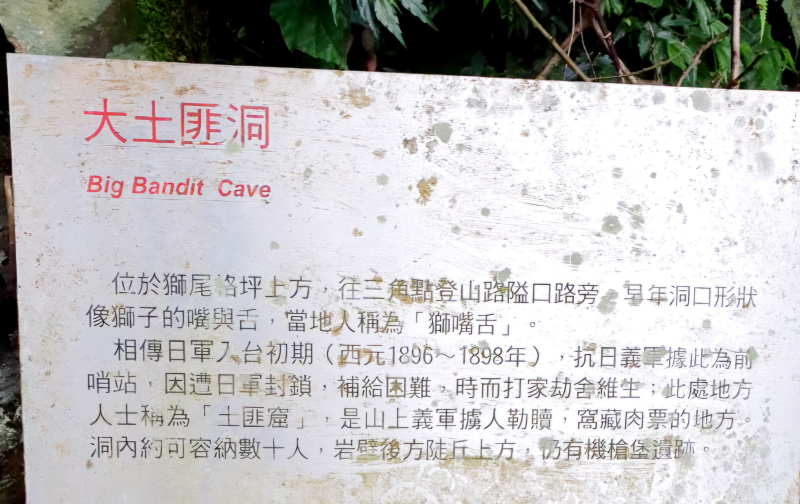 大土匪洞
Big Bandit Cave
位於獅尾格坪上方，往三角點登山路隘口路旁。早年洞口形狀
像獅子的嘴與舌，當地人稱為「獅嘴舌」。
相傳日軍入台初期（西元1896～1898年），抗日義軍據此為前
哨站，因遭日軍封鎖，補給困難，時而打家劫舍維生；此處地方
人士稱為「土匪窟」，是山上義軍擄人勒贖，窩藏肉票的地方。
洞內約可容納數十人，岩壁後方陡丘上方，仍有機槍堡遺跡。